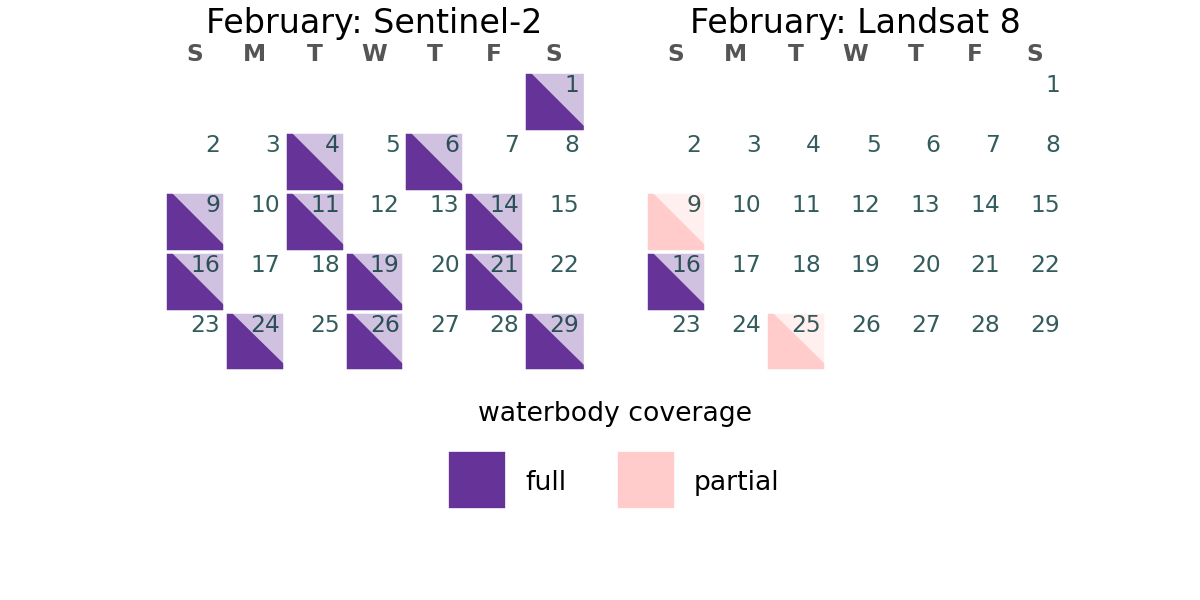 February: Sentinel-2
S M T W T F S
1
2 3 4 5 6 7 8
9 10 11 12 13 14 15
16 17 18 19 20 21 22
23 24 25 26 27 28 29
February: Landsat 8
S M T W T F S
1
2 3 4 5 6 7 8
9 10 11 12 13 14 15
16 17 18 19 20 21 22
23 24 25 26 27 28 29
waterbody coverage
full partial